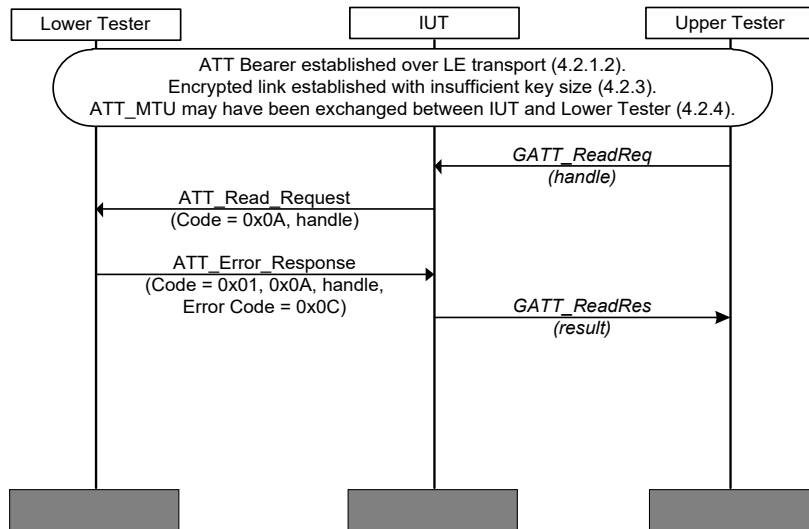 Lower Tester
IUT
Upper Tester
ATT Bearer established over LE transport (4.2.1.2).
Encrypted link established with insufficient key size (4.2.3).
ATT_MTU may have been exchanged between IUT and Lower Tester (4.2.4).
GATT_ReadReq
(handle)
ATT_Read_Request
(Code = 0x0A, handle)
ATT_Error_Response
(Code = 0x01, 0x0A, handle,
Error Code = 0x0C)
GATT_ReadRes
(result)